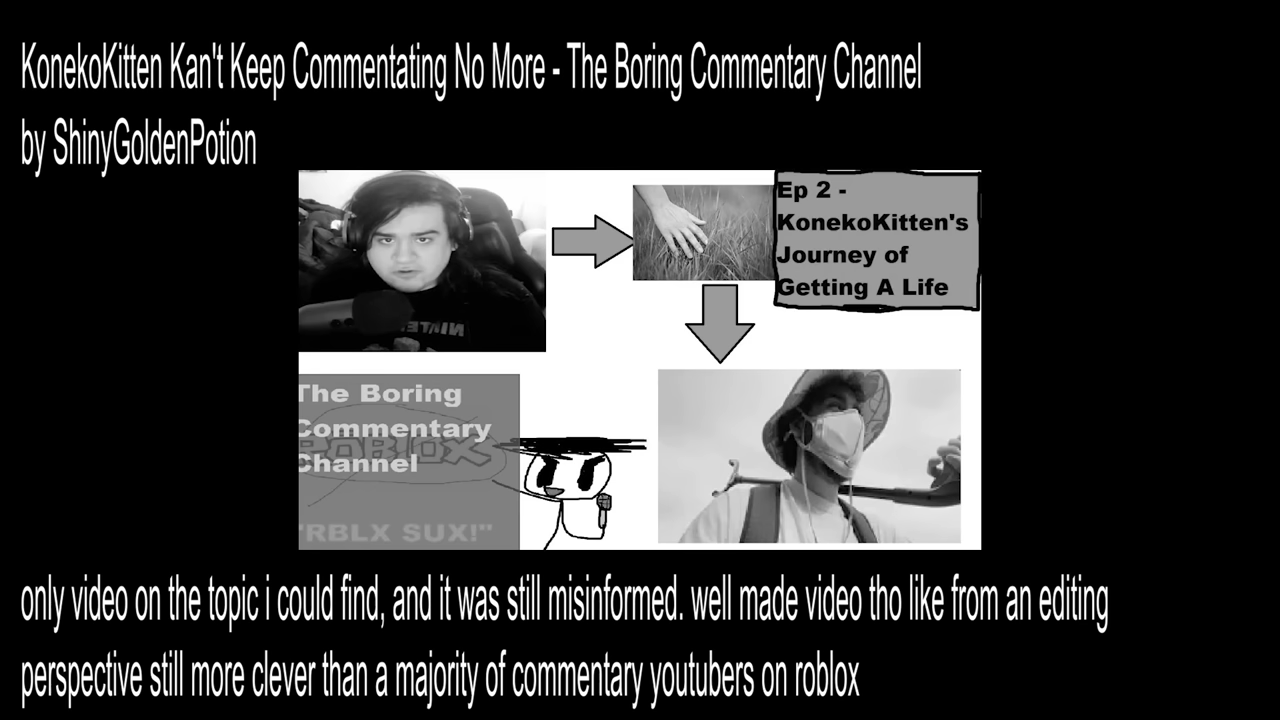 KonekoKitten Kan't Keep Commentating No More - The Boring Commentary Channel
by ShinyGoldenPotion
Ep 2 -
KonekoKitten's
Journey of
Getting A Life
The Boring
Commentary
Channel
ROBLOX
"RBLX SUX!"
only video on the topic i could find, and it was still misinformed. well made video tho like from an editing
perspective still more clever than a majority of commentary youtubers on roblox